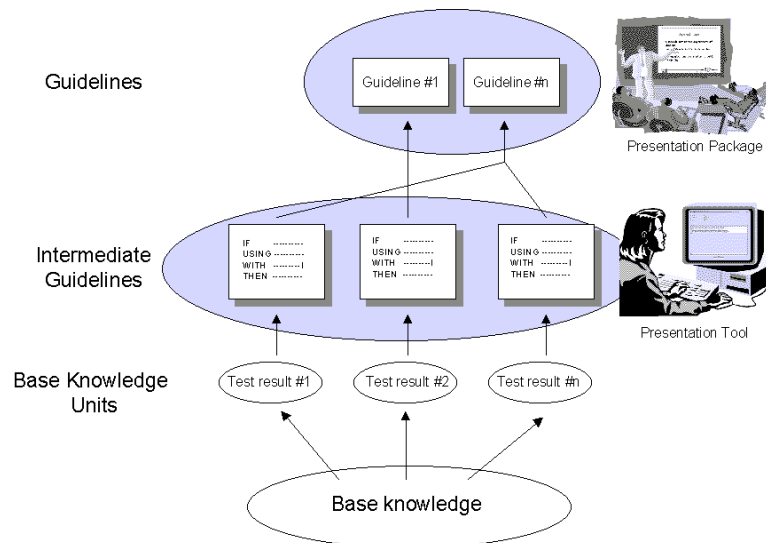 Guidelines
Guideline #1
Guideline #n
Presentation Package
Intermediate
Guidelines
IF ---------
USING ---------
WITH --------I
THEN ---------
IF ---------
USING ---------
WITH --------I
THEN ---------
IF ---------
USING ---------
WITH --------I
THEN ---------
Presentation Tool
Base Knowledge
Units
Test result #1
Test result #2
Test result #n
Base knowledge